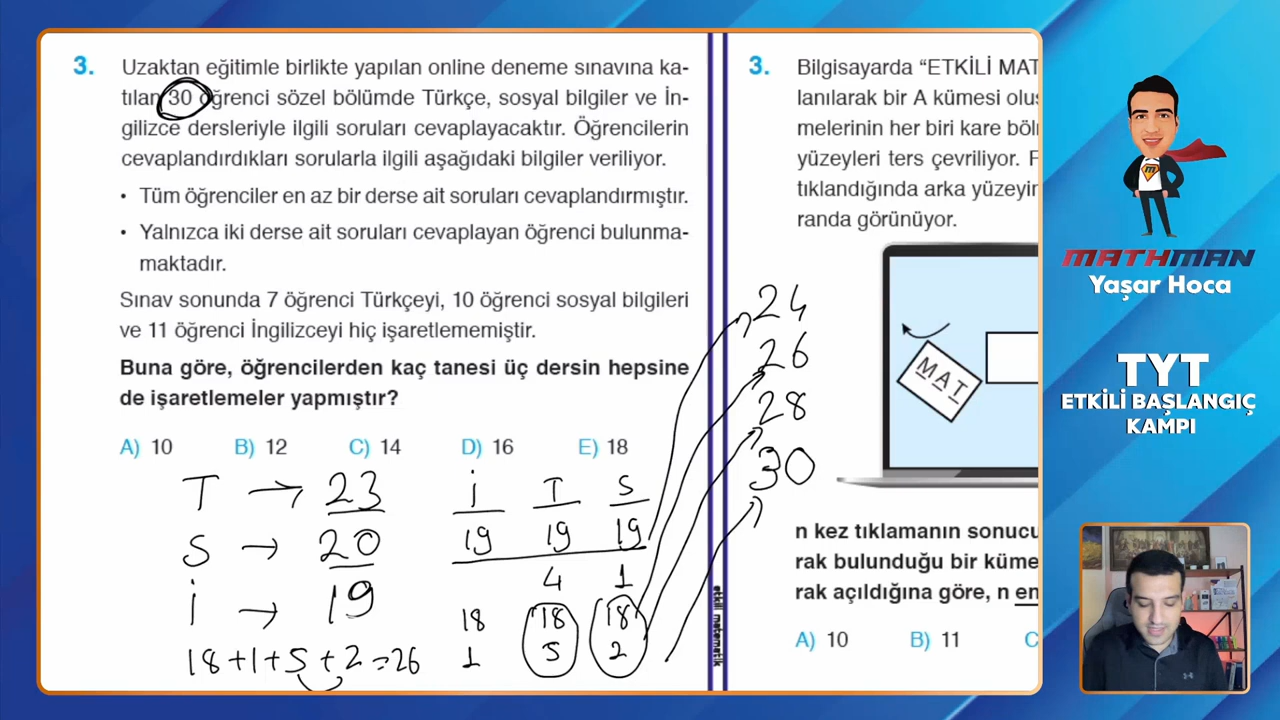 3.
Uzaktan eğitimle birlikte yapılan online deneme sınavına ka-
tılan 30 öğrenci sözel bölümde Türkçe, sosyal bilgiler ve İn-
gilizce dersleriyle ilgili soruları cevaplayacaktır. Öğrencilerin
cevaplandırdıkları sorularla ilgili aşağıdaki bilgiler veriliyor.
• Tüm öğrenciler en az bir derse ait soruları cevaplandırmıştır.
• Yalnızca iki derse ait soruları cevaplayan öğrenci bulunma-
maktadır.
Sınav sonunda 7 öğrenci Türkçeyi, 10 öğrenci sosyal bilgileri
ve 11 öğrenci İngilizceyi hiç işaretlememiştir.
Buna göre, öğrencilerden kaç tanesi üç dersin hepsine
de işaretlemeler yapmıştır?
A) 10 B) 12 C) 14 D) 16 E) 18
T → 23
S → 20
İ → 19
18+1+5+2=26
İ T S
19 19 19
4 1
18 18 18
1 5 2
24
26
28
30
etkili matematik
3.
Bilgisayarda “ETKİLİ MAT
lanılarak bir A kümesi oluş
melerinin her biri kare böl
yüzeyleri ters çevriliyor. F
tıklandığında arka yüzeyin
randa görünüyor.
MAT
n kez tıklamanın sonucu
rak bulunduğu bir küme
rak açıldığına göre, n en
A) 10 B) 11 C
MATHMAN
Yaşar Hoca
TYT
ETKİLİ BAŞLANGIÇ
KAMPI